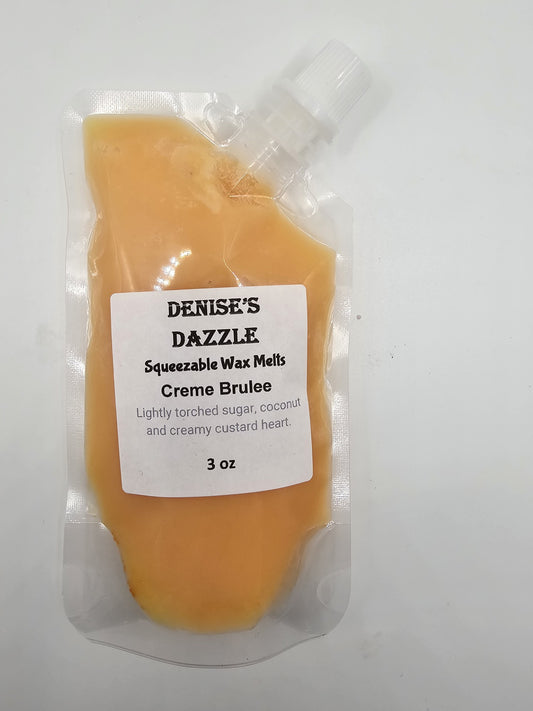 DENISE'S
DAZZLE
Squeezable Wax Melts
Creme Brulee
Lightly torched sugar, coconut
and creamy custard heart.
3 oz